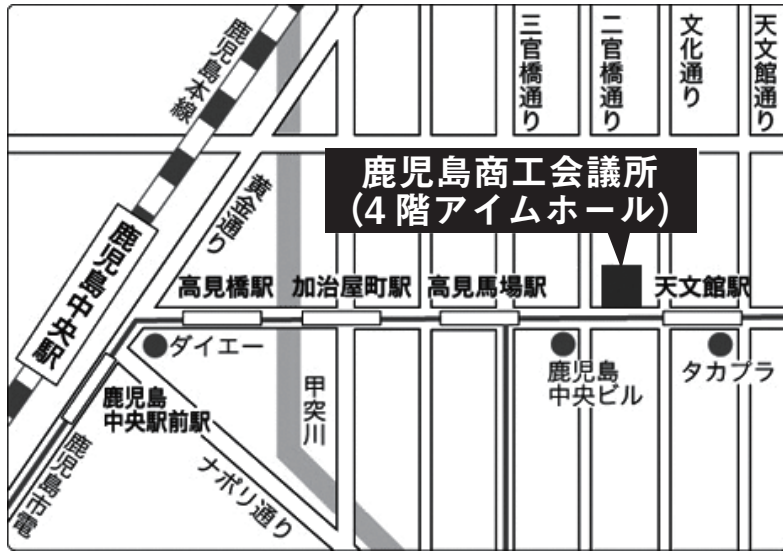 鹿児島本線
三官橋通り
二官橋通り
文化通り
天文館通り
鹿児島商工会議所
(4階アイムホール)
黄金通り
鹿児島中央駅
高見橋駅
加治屋町駅
高見馬場駅
天文館駅
ダイエー
鹿児島
中央ビル
タカプラ
鹿児島
中央駅前駅
甲突川
鹿児島市電
ナポリ通り